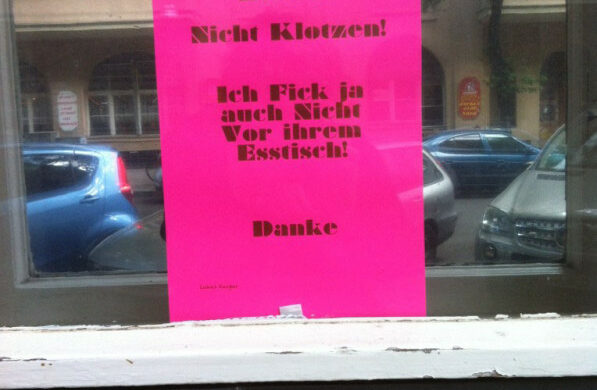 Nicht Klotzen!
Ich Fick ja
auch Nicht
Vor ihrem
Esstisch!
Danke